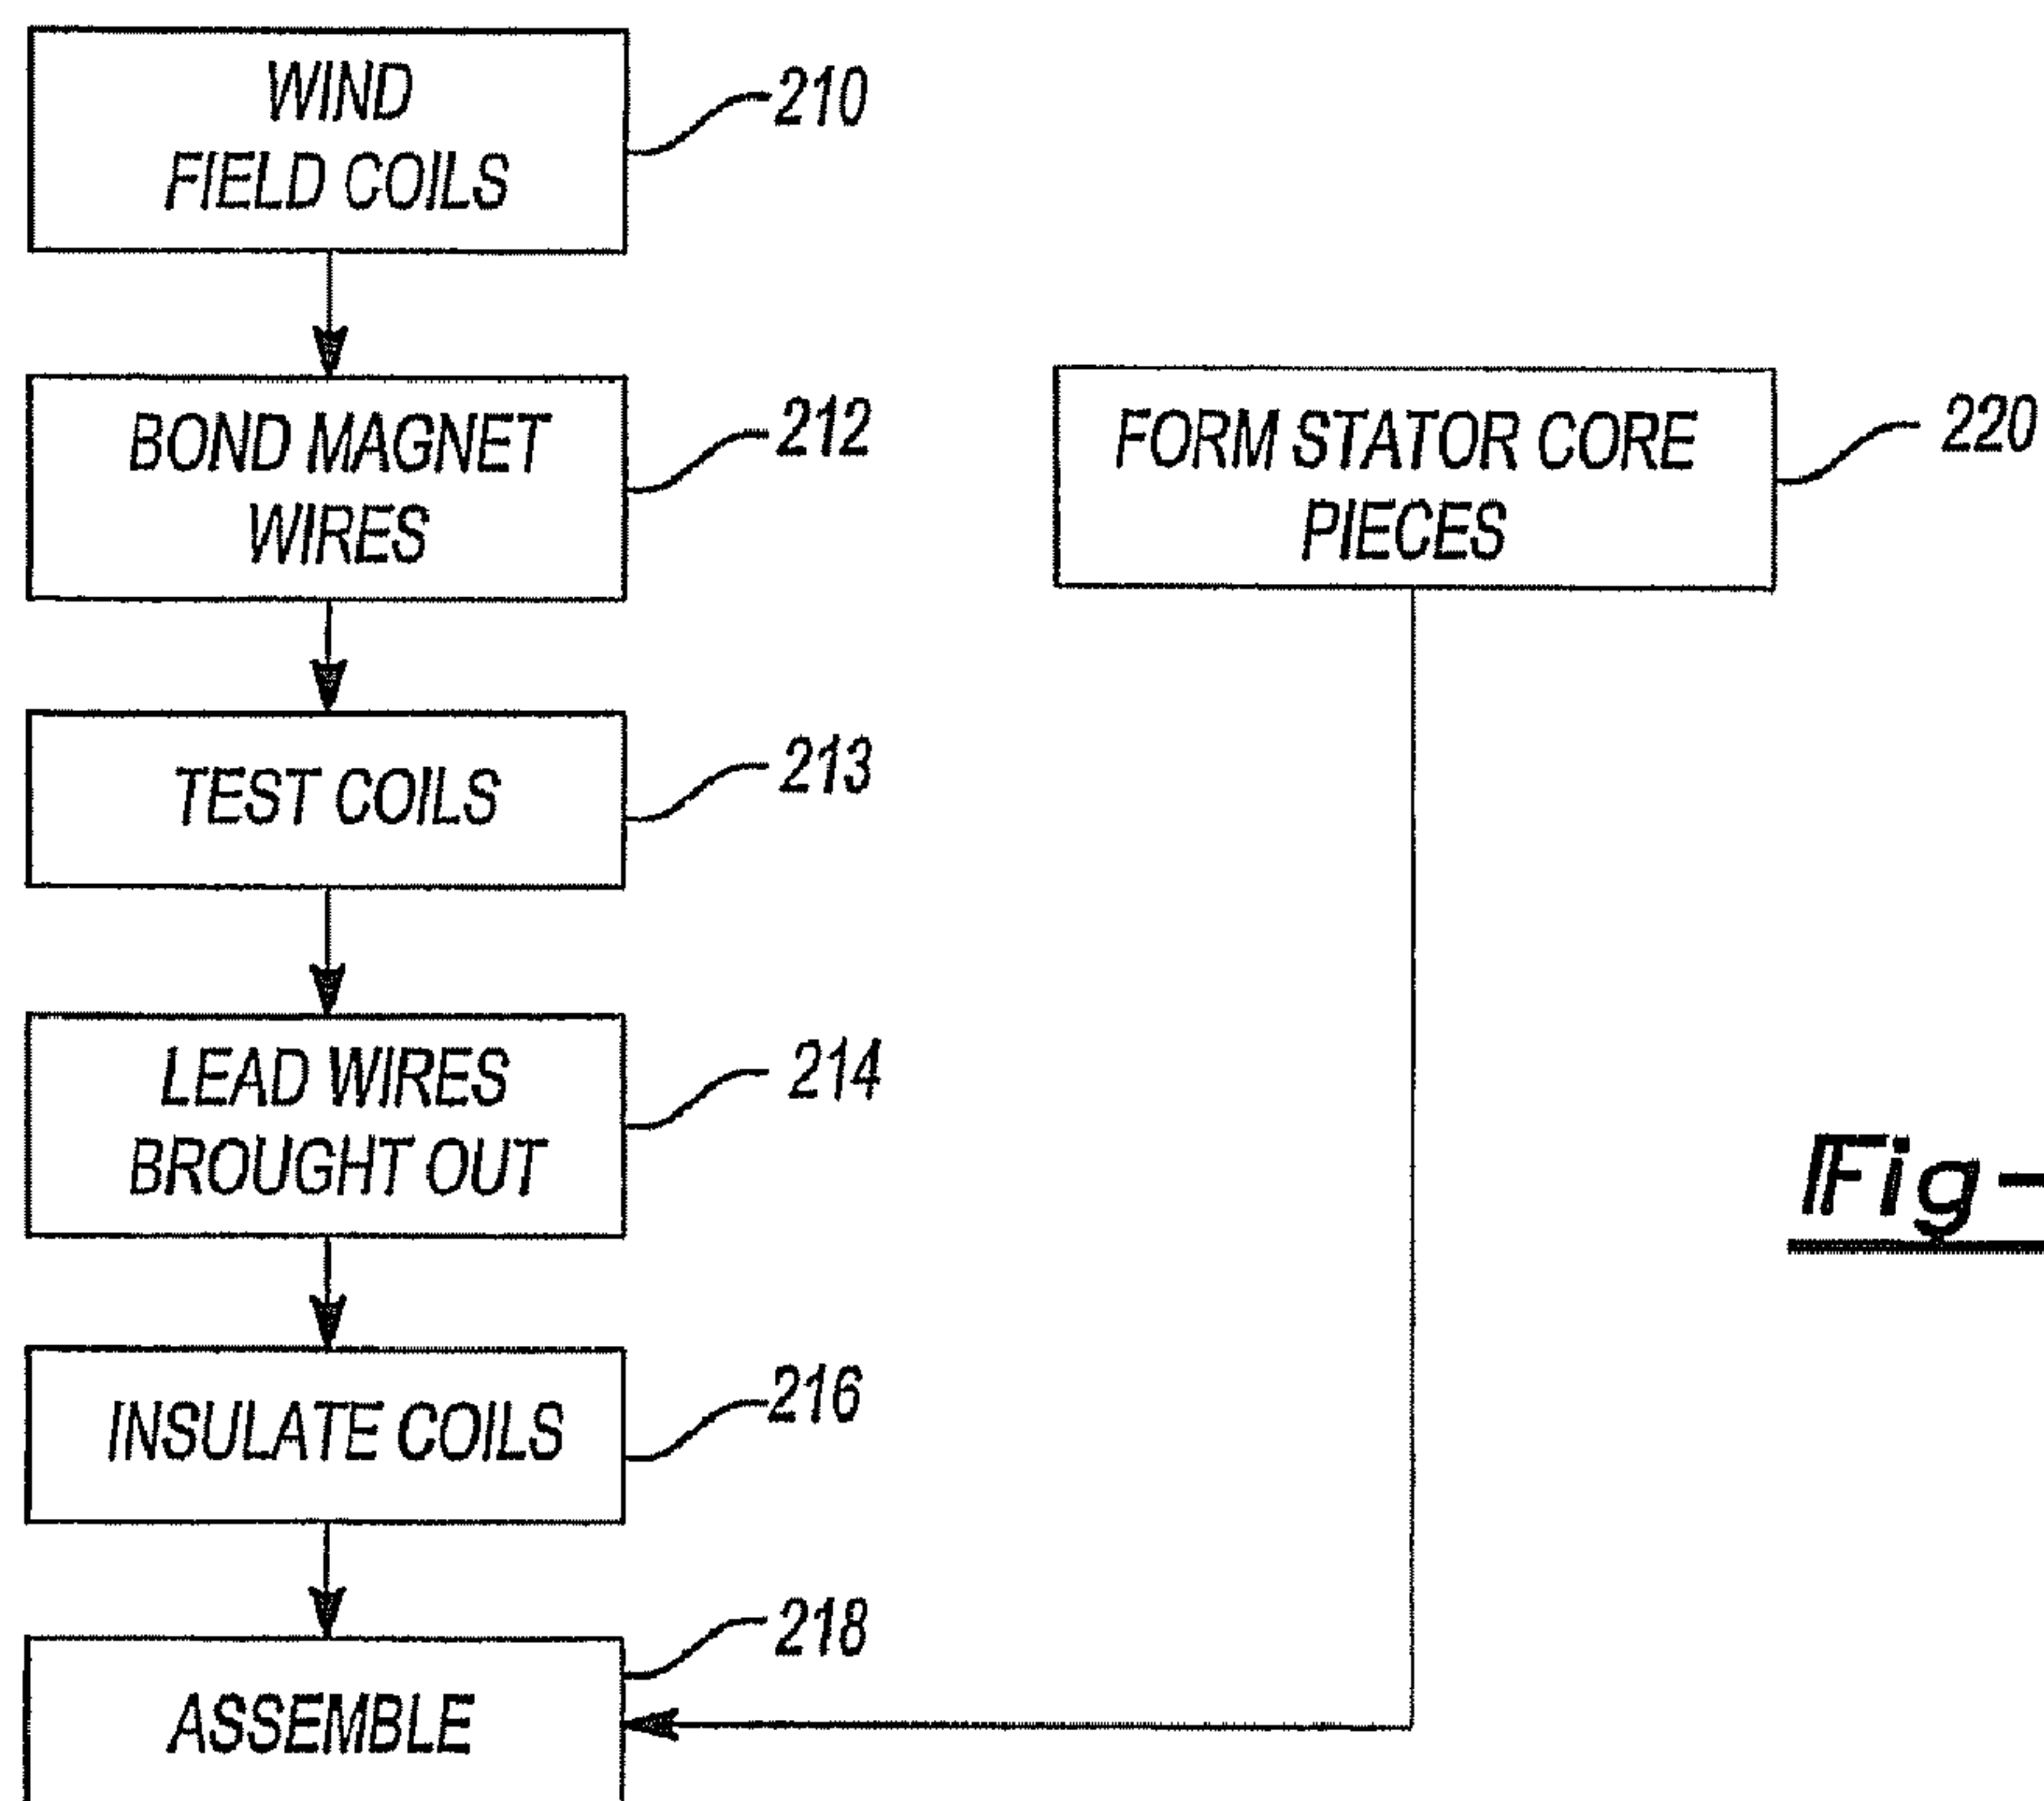 WIND
FIELD COILS
210
BOND MAGNET
WIRES
212
FORM STATOR CORE
PIECES
220
TEST COILS
213
LEAD WIRES
BROUGHT OUT
214
Fig-
INSULATE COILS
216
ASSEMBLE
218